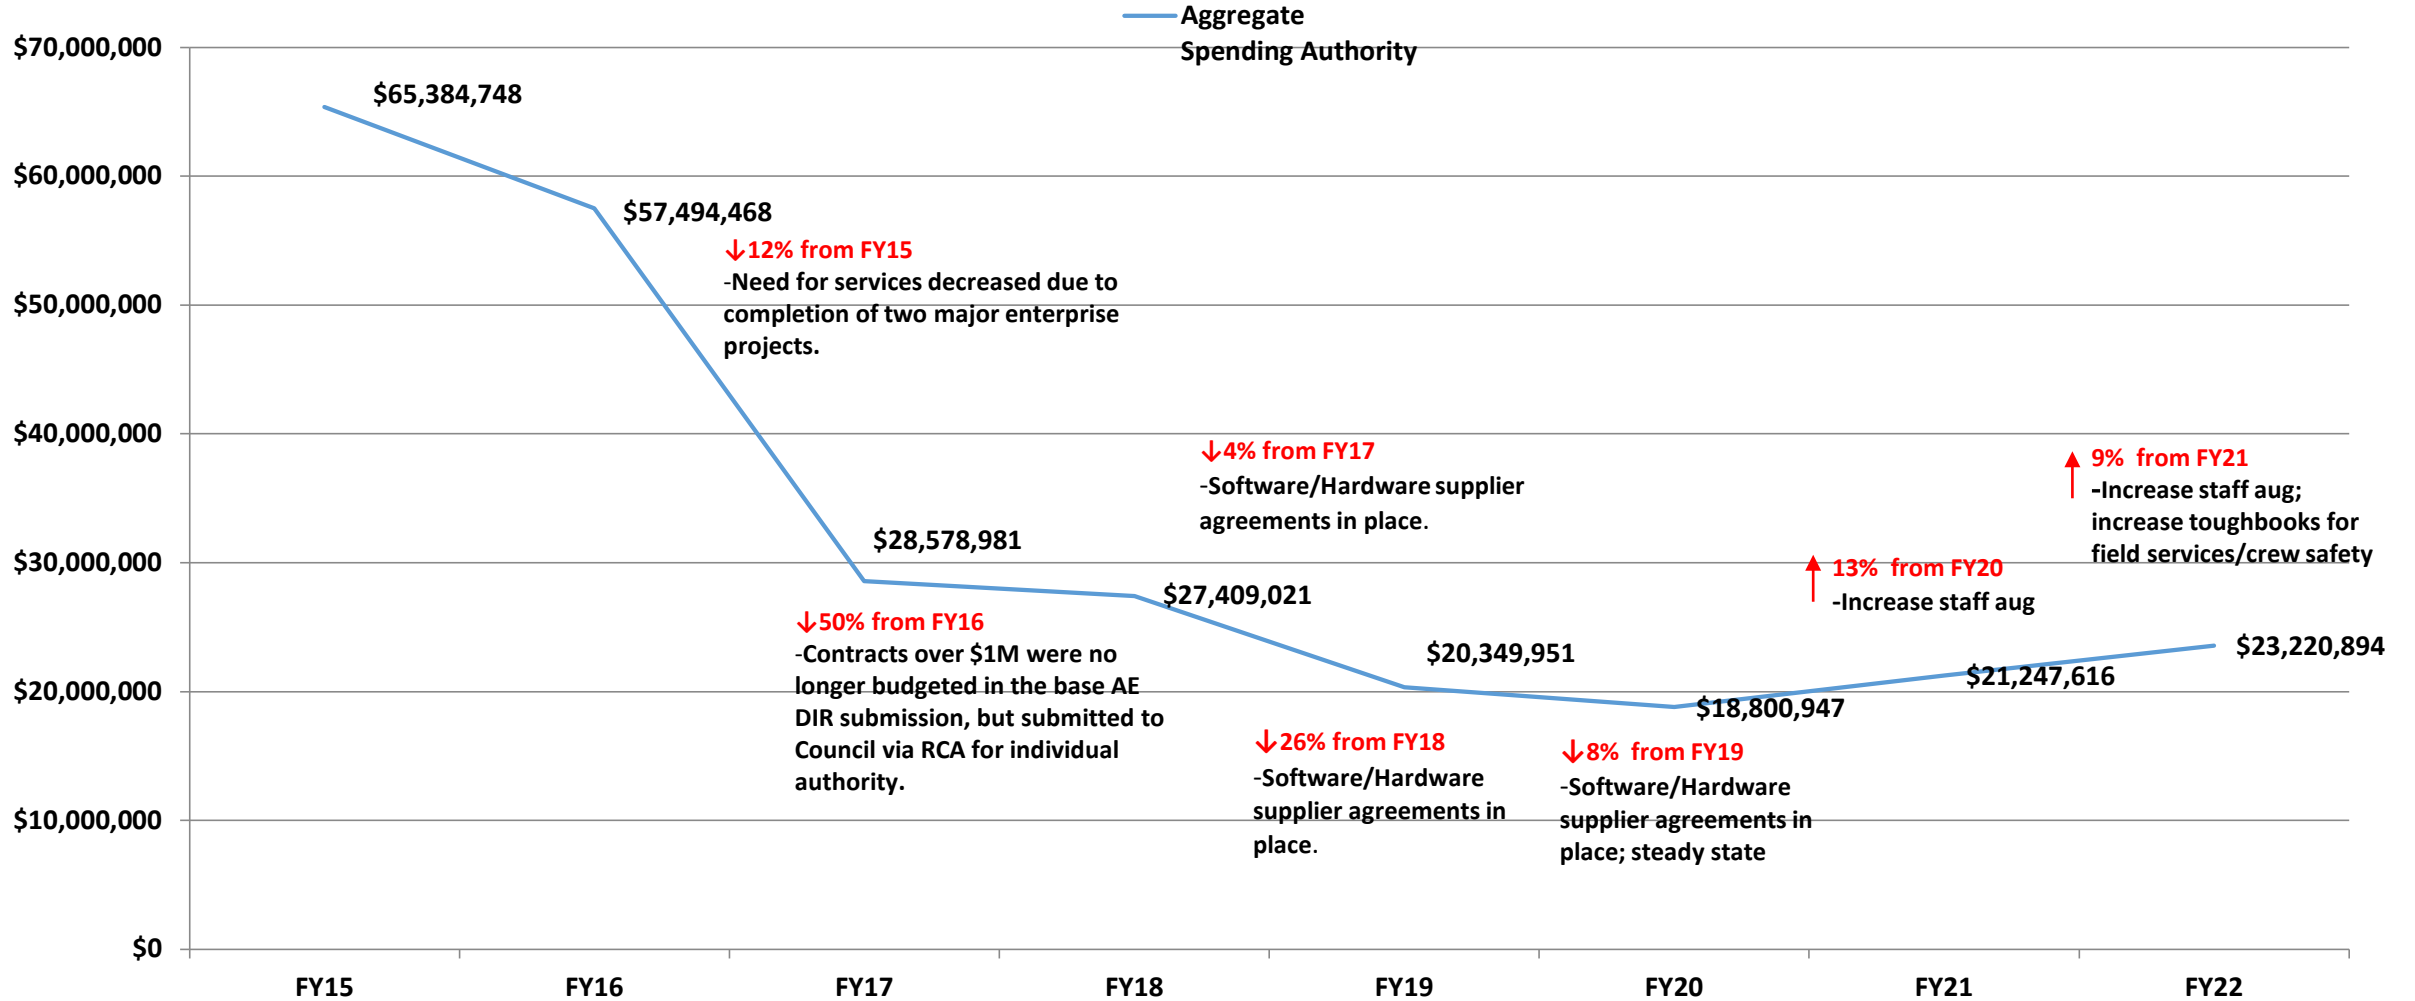 Aggregate
Spending Authority
$70,000,000
$60,000,000
$50,000,000
$40,000,000
$30,000,000
$20,000,000
$10,000,000
$0
$65,384,748
$57,494,468
↓12% from FY15
-Need for services decreased due to
completion of two major enterprise
projects.
$28,578,981
↓50% from FY16
-Contracts over $1M were no
longer budgeted in the base AE
DIR submission, but submitted to
Council via RCA for individual
authority.
↓4% from FY17
-Software/Hardware supplier
agreements in place.
$27,409,021
$20,349,951
↓26% from FY18
-Software/Hardware
supplier agreements in
place.
$18,800,947
↓8% from FY19
-Software/Hardware
supplier agreements in
place; steady state
13% from FY20
-Increase staff aug
$21,247,616
9% from FY21
-Increase staff aug;
increase toughbooks for
field services/crew safety
$23,220,894
FY15
FY16
FY17
FY18
FY19
FY20
FY21
FY22